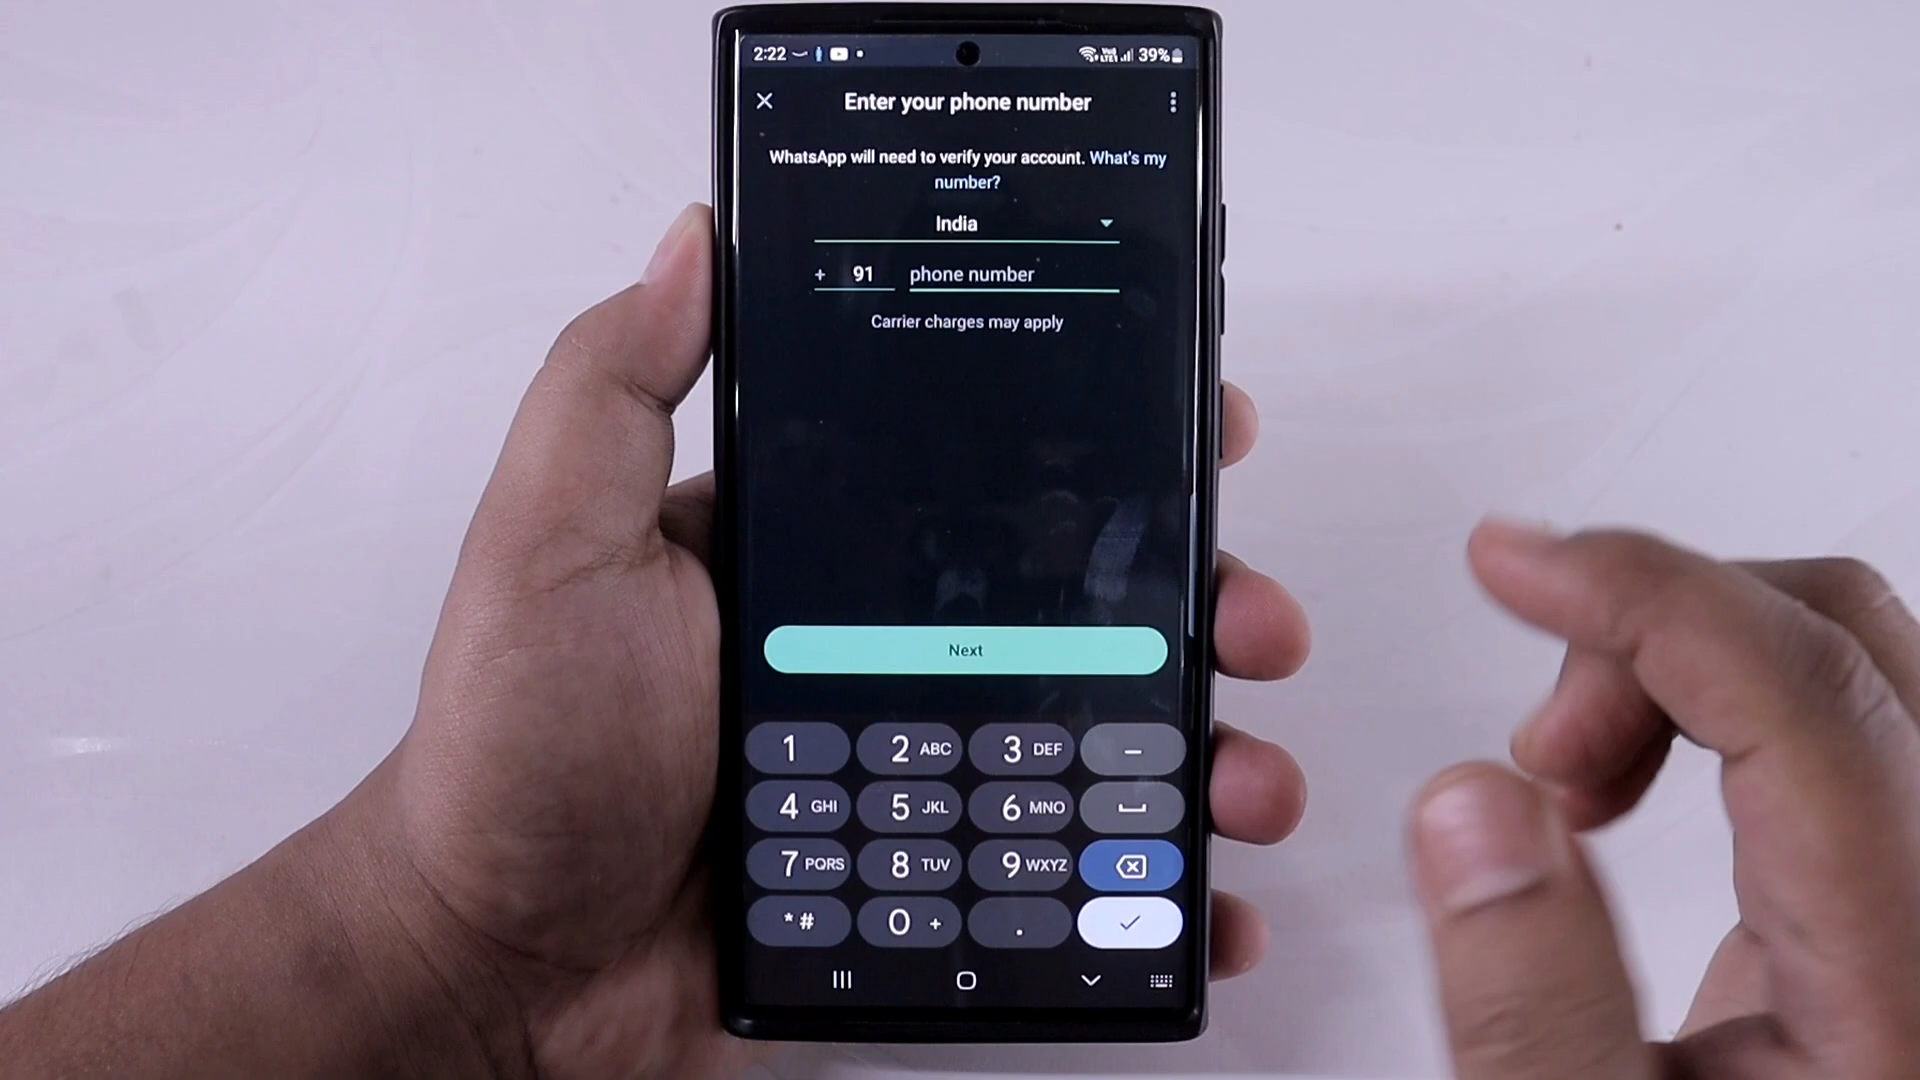 2:22 39%
Enter your phone number
WhatsApp will need to verify your account. What's my
number?
India
+ 91 phone number
Carrier charges may apply
Next
1 2 ABC 3 DEF –
4 GHI 5 JKL 6 MNO
7 PQRS 8 TUV 9 WXYZ
* # 0 + .